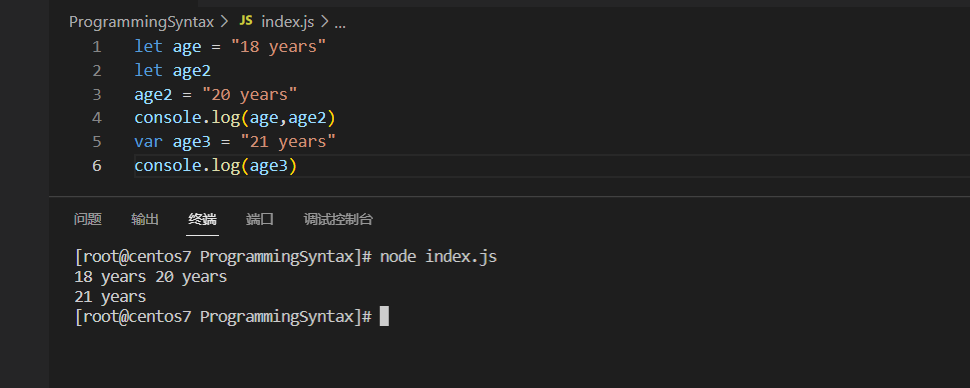 ProgrammingSyntax > JS index.js > ...
1 let age = "18 years"
2 let age2
3 age2 = "20 years"
4 console.log(age,age2)
5 var age3 = "21 years"
6 console.log(age3)
问题 输出 终端 端口 调试控制台
[root@centos7 ProgrammingSyntax]# node index.js
18 years 20 years
21 years
[root@centos7 ProgrammingSyntax]#